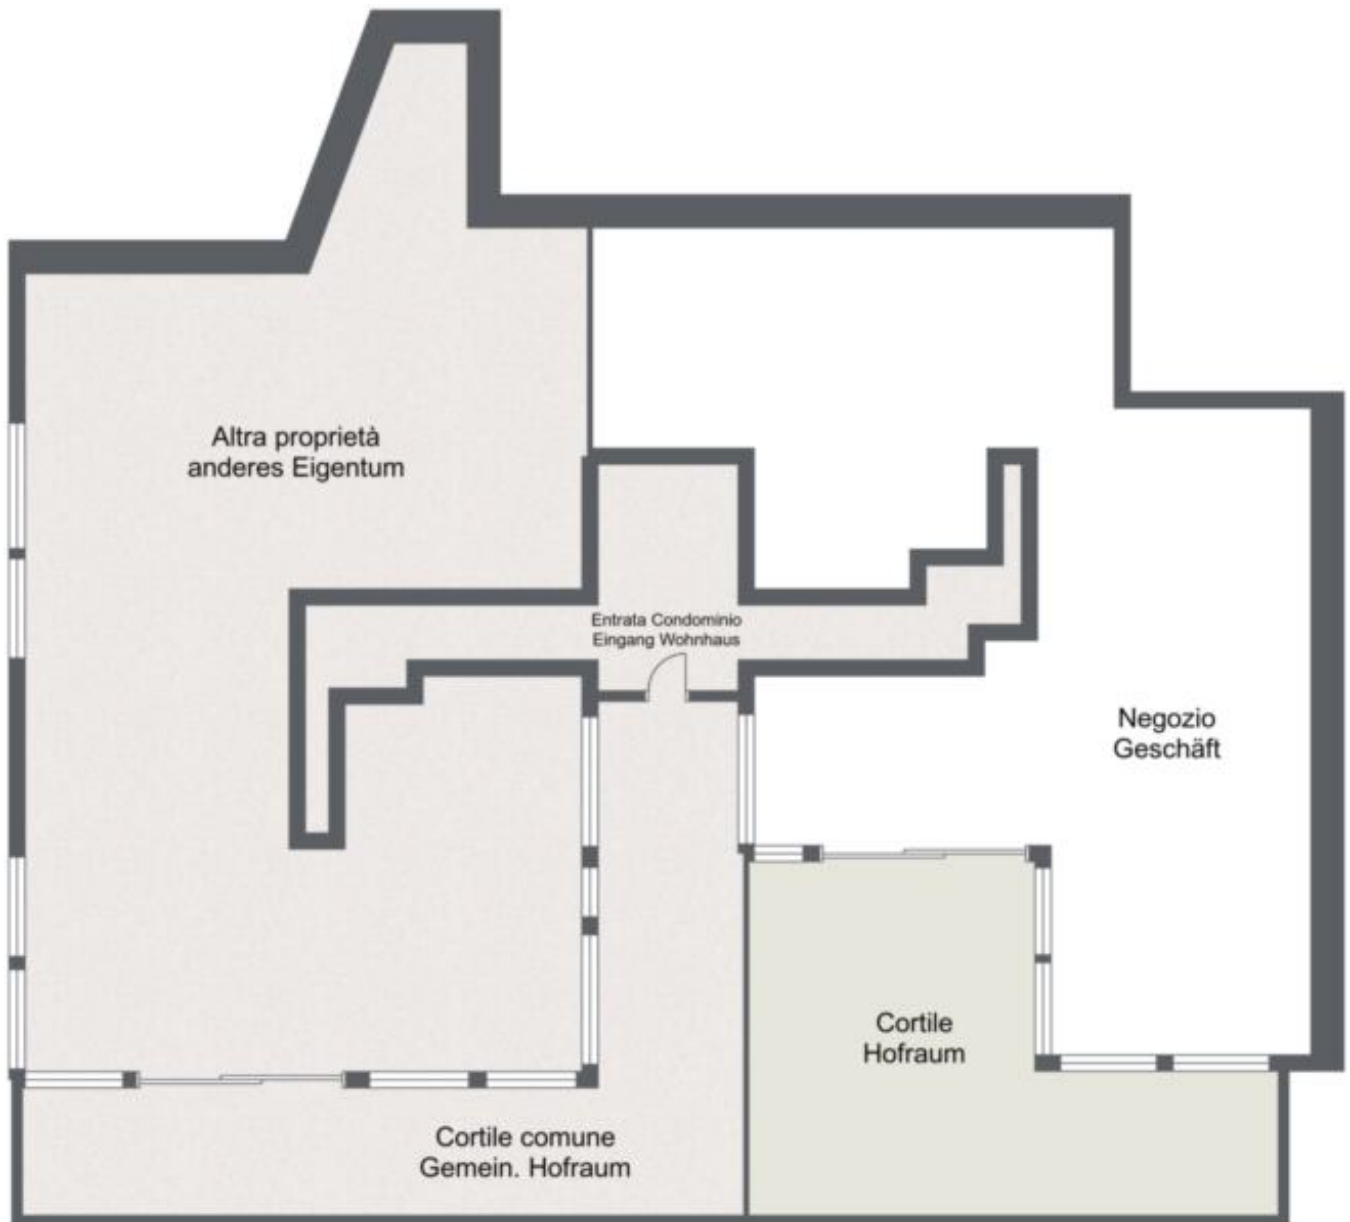 Altra proprietà
anderes Eigentum
Entrata Condominio
Eingang Wohnhaus
Negozio
Geschäft
Cortile
Hofraum
Cortile comune
Gemein. Hofraum